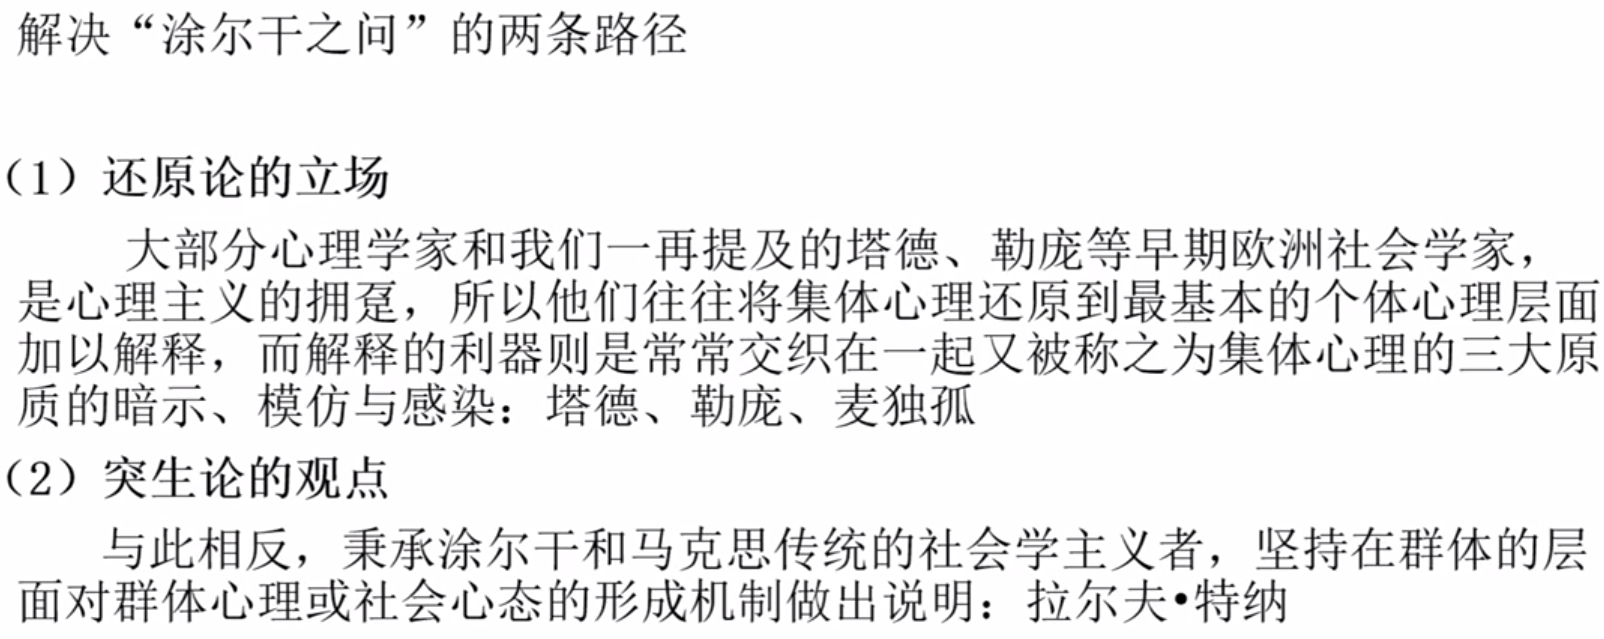 解决“涂尔干之问”的两条路径
（1）还原论的立场
大部分心理学家和我们一再提及的塔德、勒庞等早期欧洲社会学家，
是心理主义的拥趸，所以他们往往将集体心理还原到最基本的个体心理层面
加以解释，而解释的利器则是常常交织在一起又被称之为集体心理的三大原
质的暗示、模仿与感染：塔德、勒庞、麦独孤
（2）突生论的观点
与此相反，秉承涂尔干和马克思传统的社会学主义者，坚持在群体的层
面对群体心理或社会心态的形成机制做出说明：拉尔夫•特纳